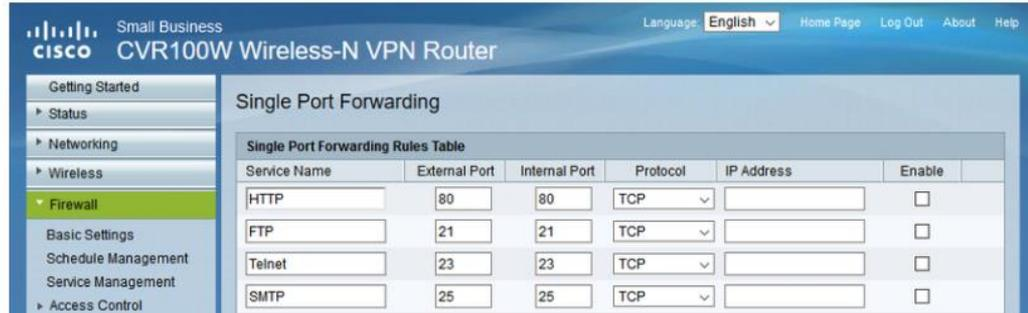 Small Business
CISCO CVR100W Wireless-N VPN Router
Language: English Home Page Log Out About Help
Getting Started
Status
Networking
Wireless
Firewall
Basic Settings
Schedule Management
Service Management
Access Control
Single Port Forwarding
Single Port Forwarding Rules Table
Service Name External Port Internal Port Protocol IP Address Enable
HTTP 80 80 TCP
FTP 21 21 TCP
Telnet 23 23 TCP
SMTP 25 25 TCP